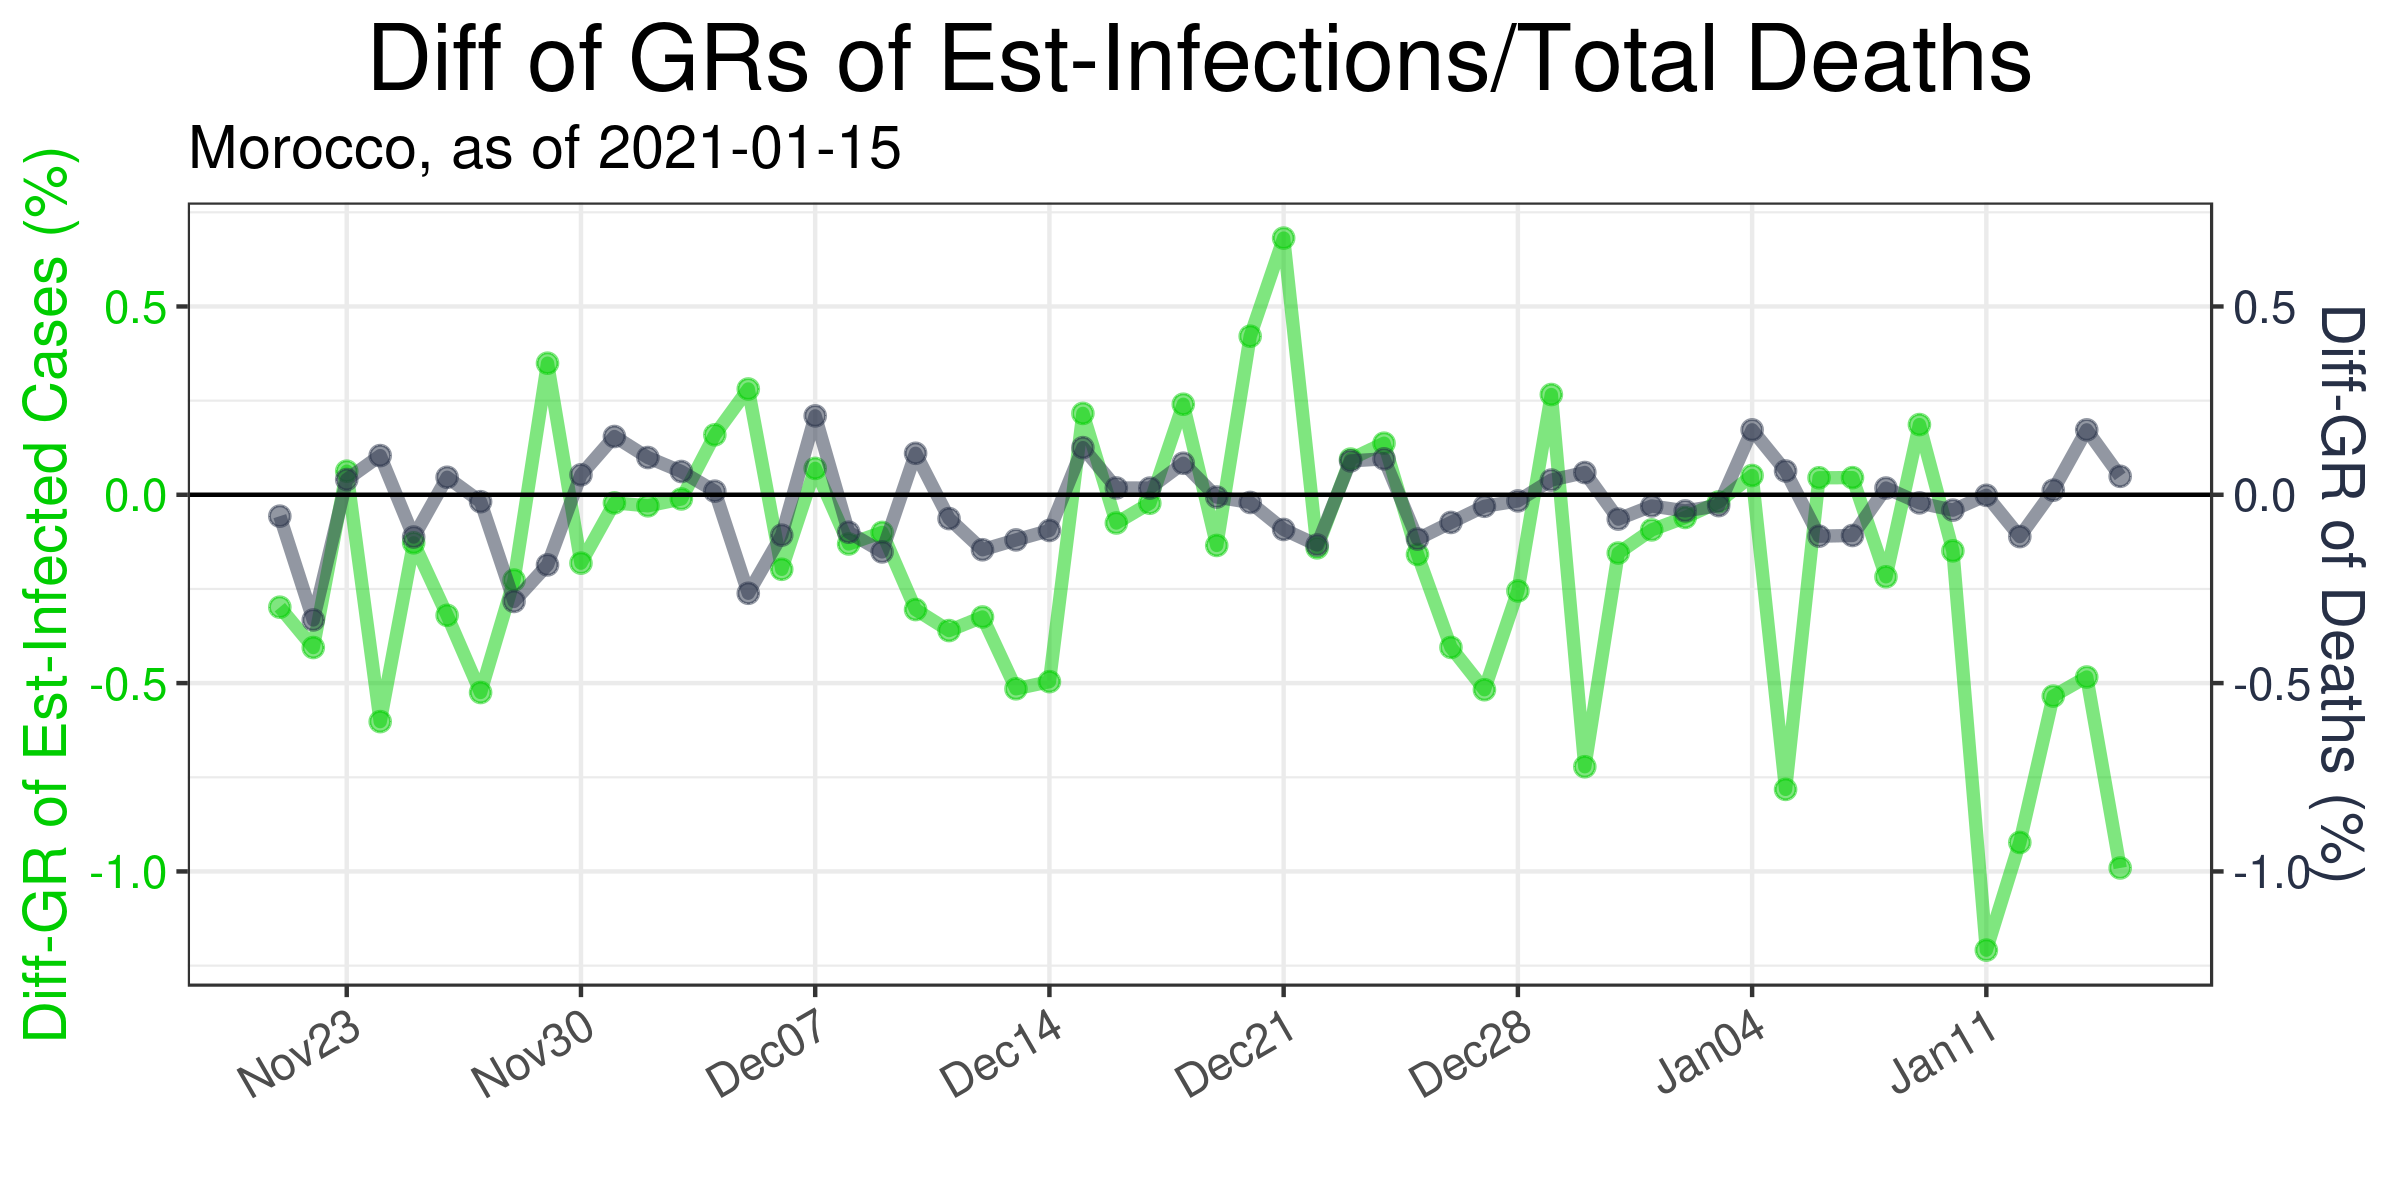 Diff of GRs of Est-Infections/Total Deaths
Morocco, as of 2021-01-15
Diff-GR of Est-Infected Cases (%)
0.5
0.0
-0.5
-1.0
0.5
0.0
-0.5
-1.0
Diff-GR of Deaths (%)
Nov23
Nov30
Dec07
Dec14
Dec21
Dec28
Jan04
Jan11